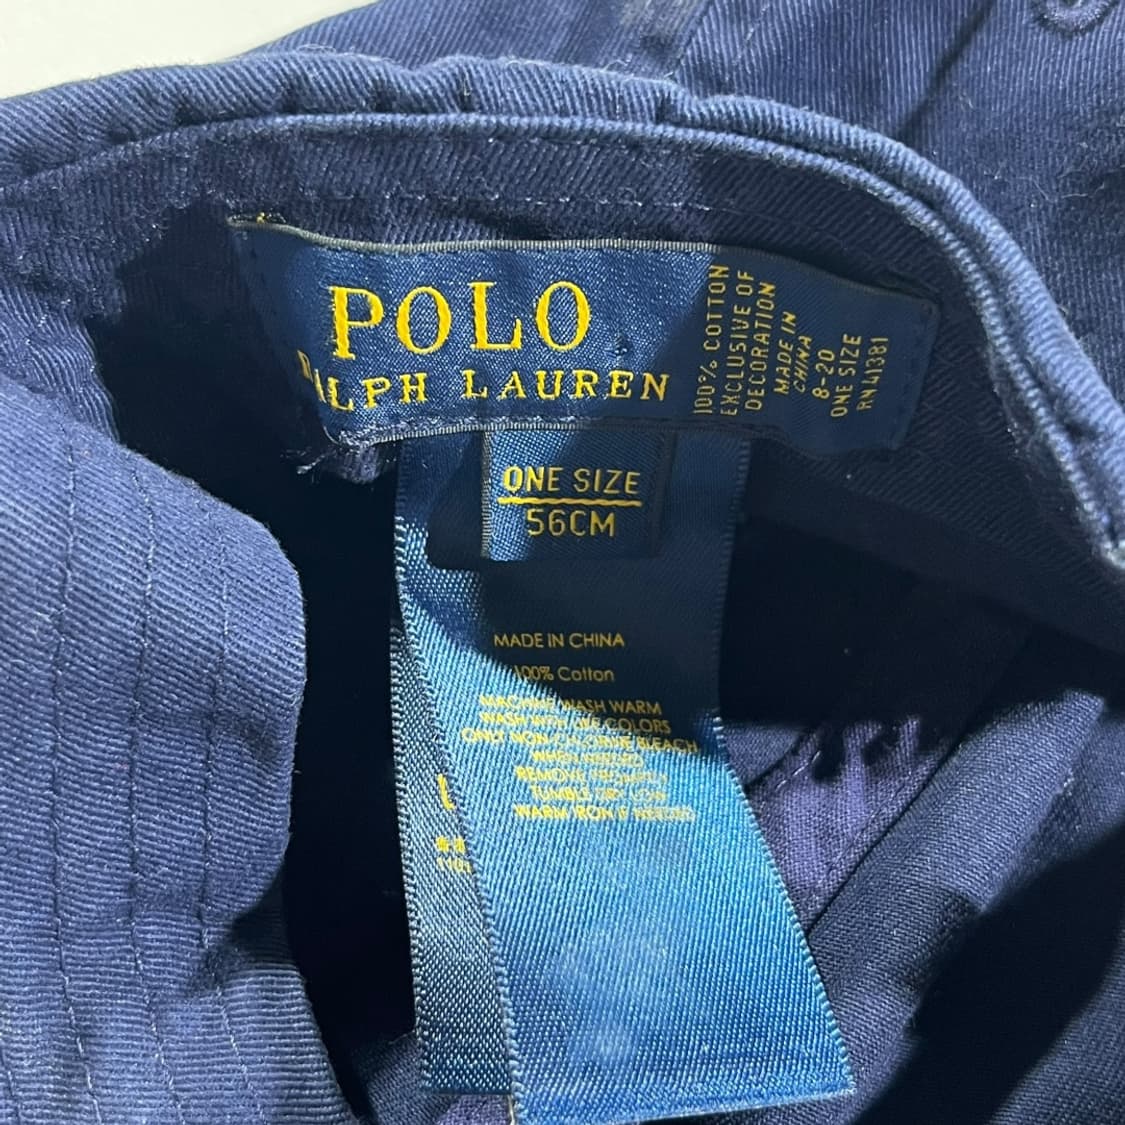 POLO
RALPH LAUREN
100% COTTON
EXCLUSIVE OF
DECORATION
MADE IN
CHINA
8-20
ONE SIZE
RN 41381
ONE SIZE
56CM
MADE IN CHINA
100% Cotton
MACHINE WASH WARM
WASH WITH LIKE COLORS
ONLY NON-CHLORINE BLEACH
WHEN NEEDED
REMOVE PROMPTLY
TUMBLE DRY LOW
WARM IRON IF NEEDED